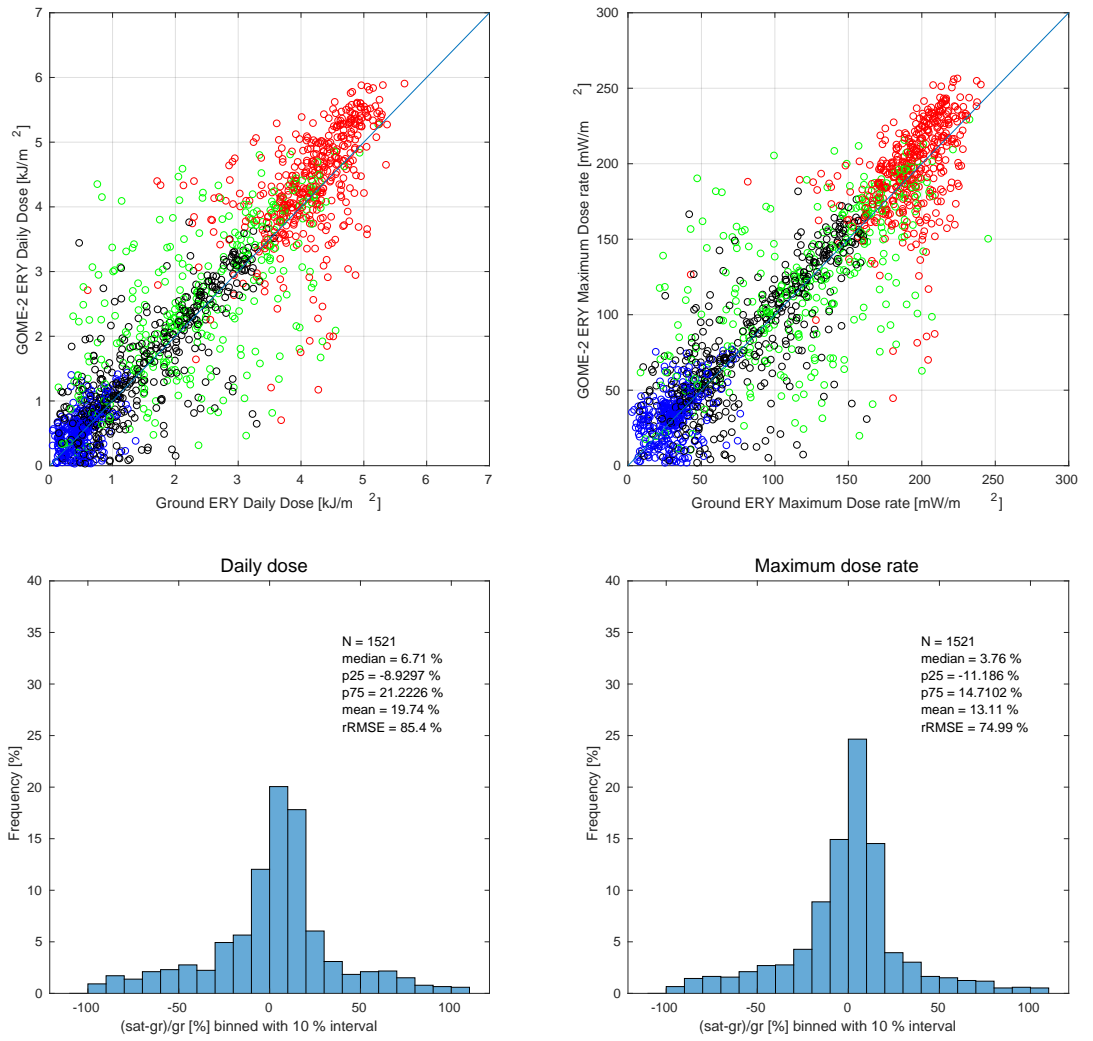 7
6
5
4
3
2
1
0
GOME-2 ERY Daily Dose [kJ/m 2]
0 1 2 3 4 5 6 7
Ground ERY Daily Dose [kJ/m 2]
300
250
200
150
100
50
0
GOME-2 ERY Maximum Dose rate [mW/m 2]
0 50 100 150 200 250 300
Ground ERY Maximum Dose rate [mW/m 2]
Daily dose
40
35
30
25
20
15
10
5
0
Frequency [%]
N = 1521
median = 6.71 %
p25 = -8.9297 %
p75 = 21.2226 %
mean = 19.74 %
rRMSE = 85.4 %
-100 -50 0 50 100
(sat-gr)/gr [%] binned with 10 % interval
Maximum dose rate
40
35
30
25
20
15
10
5
0
Frequency [%]
N = 1521
median = 3.76 %
p25 = -11.186 %
p75 = 14.7102 %
mean = 13.11 %
rRMSE = 74.99 %
-100 -50 0 50 100
(sat-gr)/gr [%] binned with 10 % interval